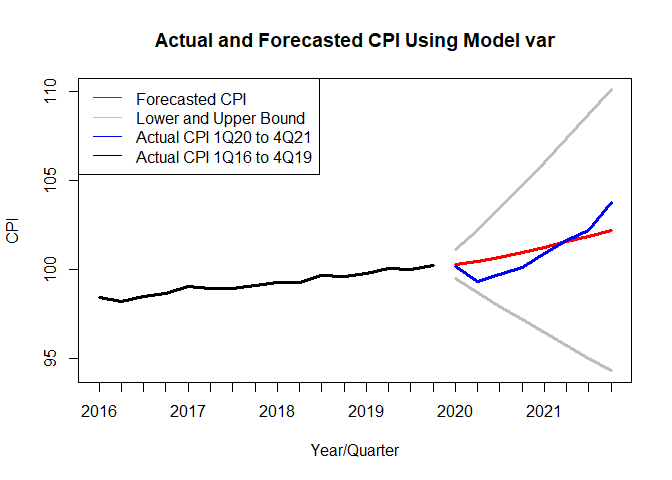 Actual and Forecasted CPI Using Model var
Forecasted CPI
Lower and Upper Bound
Actual CPI 1Q20 to 4Q21
Actual CPI 1Q16 to 4Q19
CPI
110
105
100
95
2016 2017 2018 2019 2020 2021
Year/Quarter